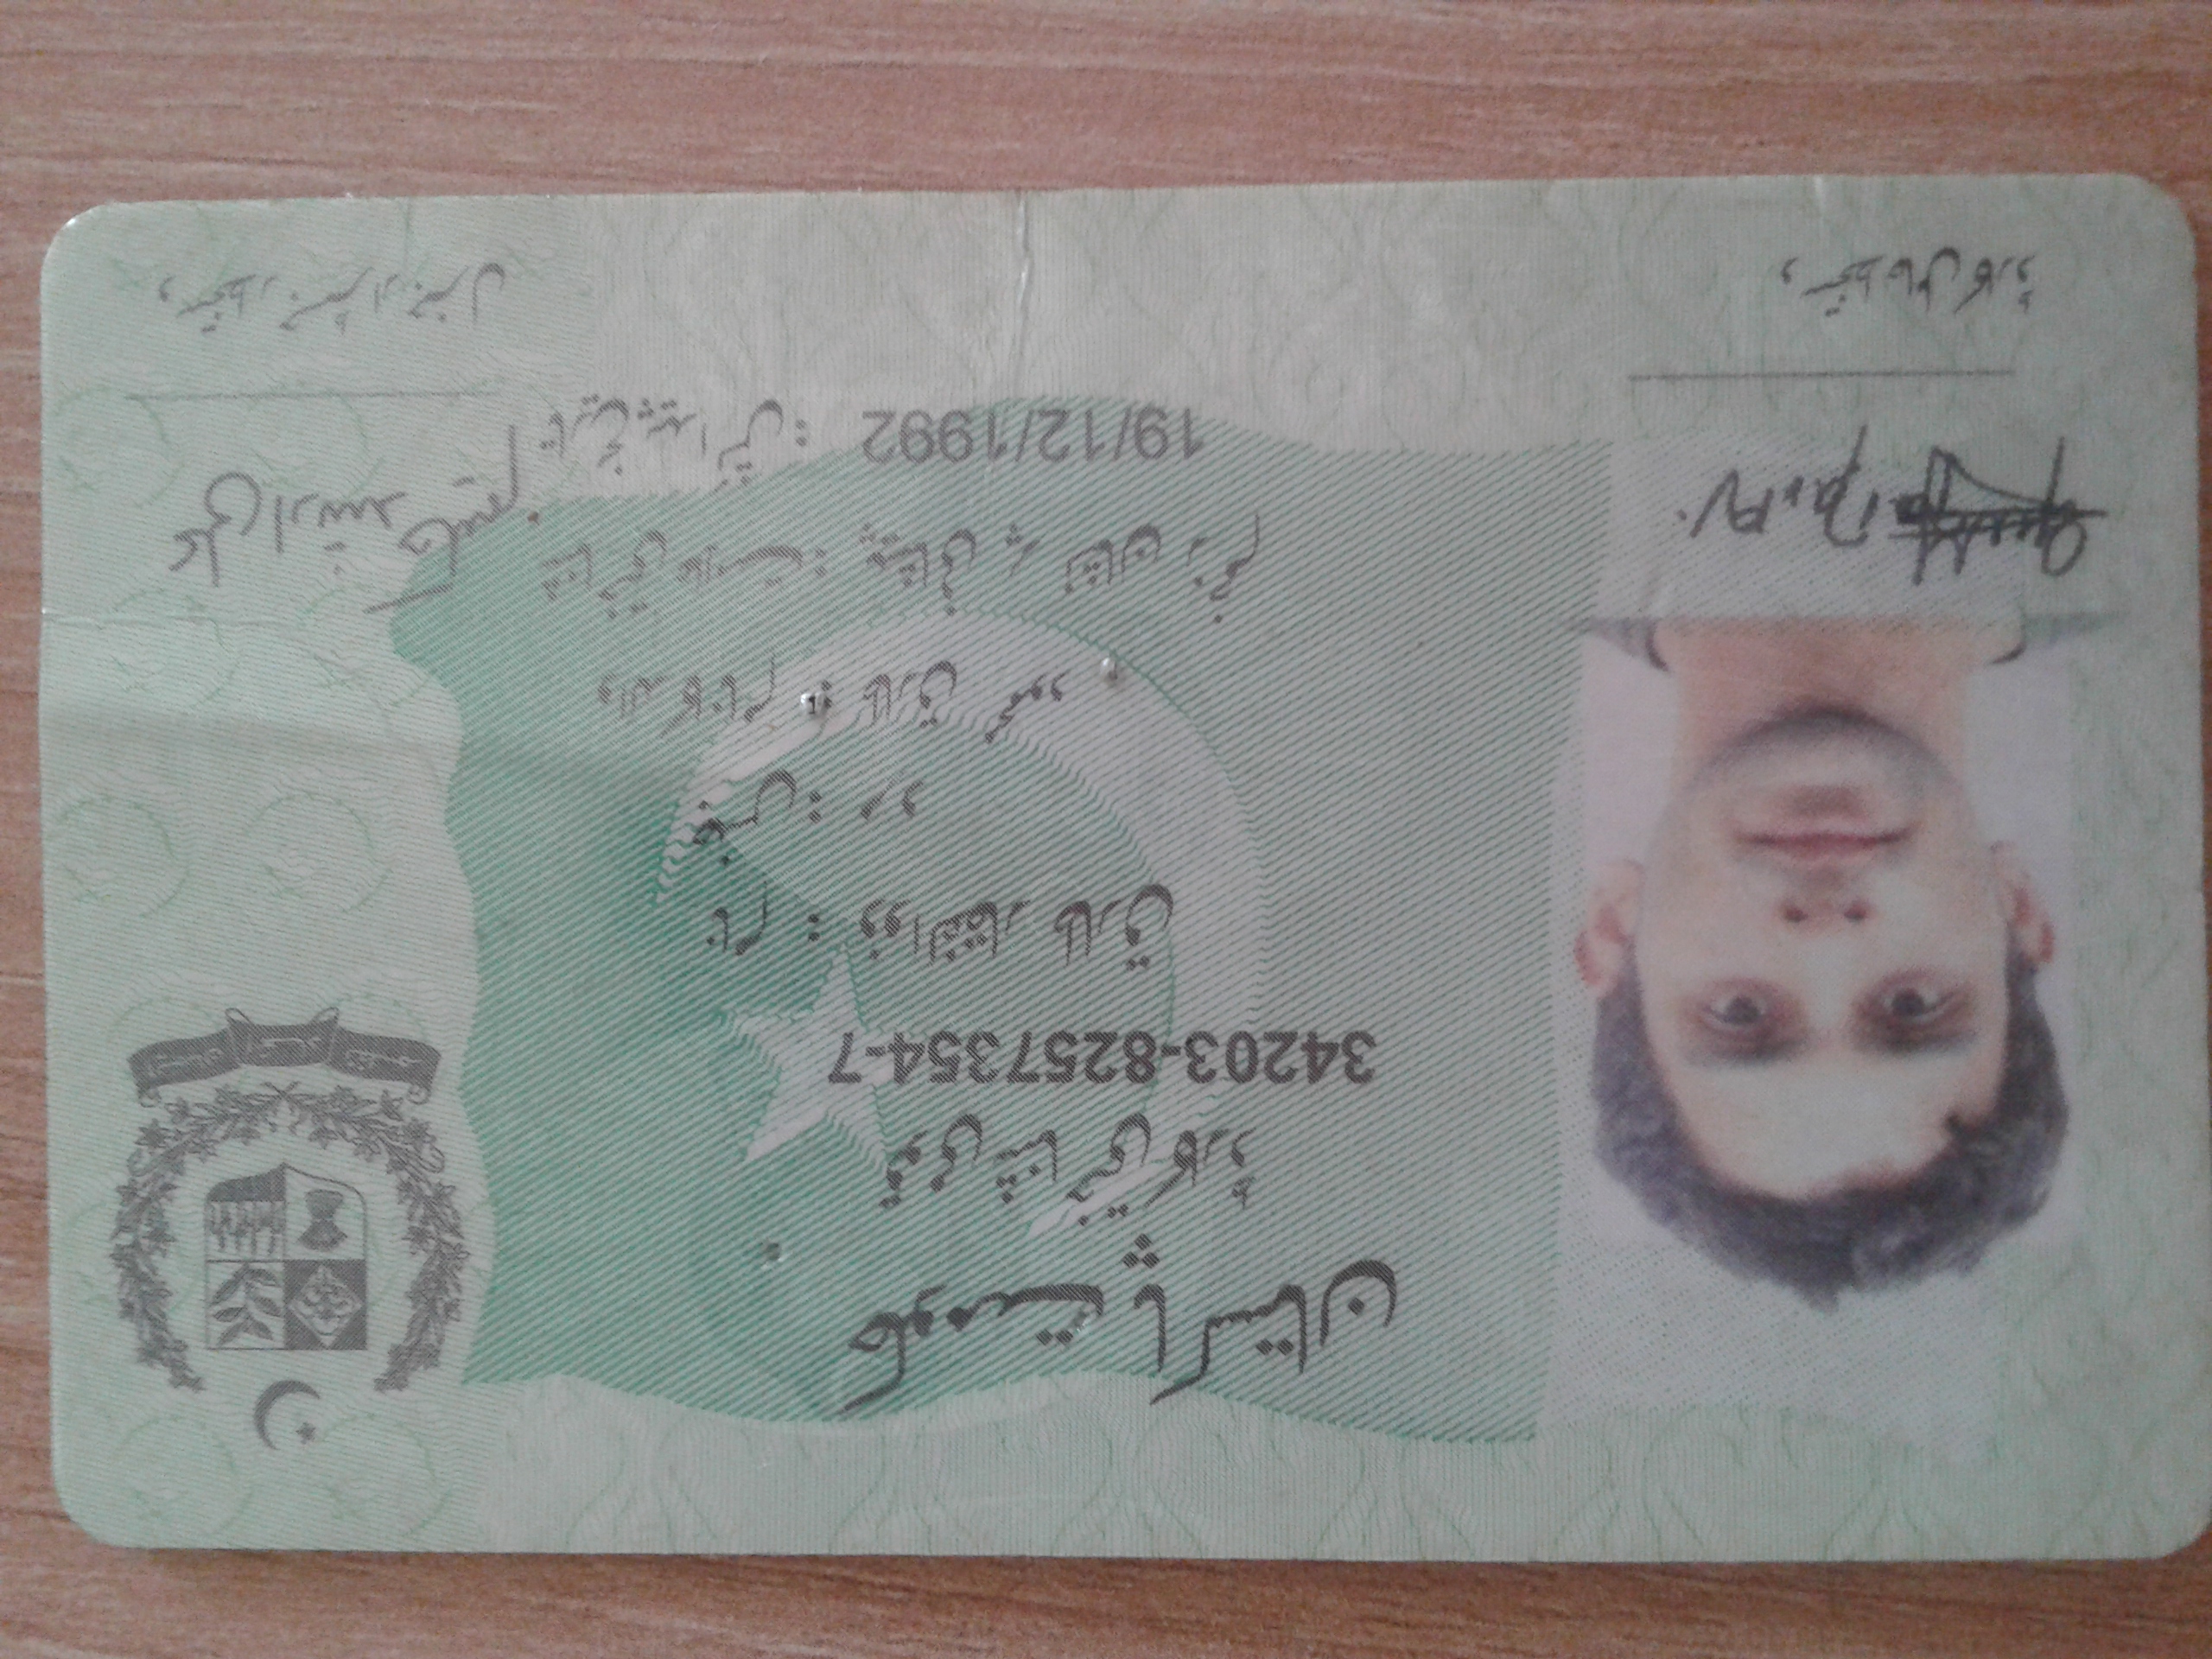 حکومت پاکستان
قومی شناختی کارڈ
34203-8257354-7
نام : ذوالفقار طارق
جنس : مرد
والد کا نام : طارق محمود
شناختی علامت: پیشانی پر نشان زخم
تاریخ پیدائش : 19/12/1992
علی ارشد حکیم
دستخط حامل کارڈ
دستخط رجسٹرار جنرل